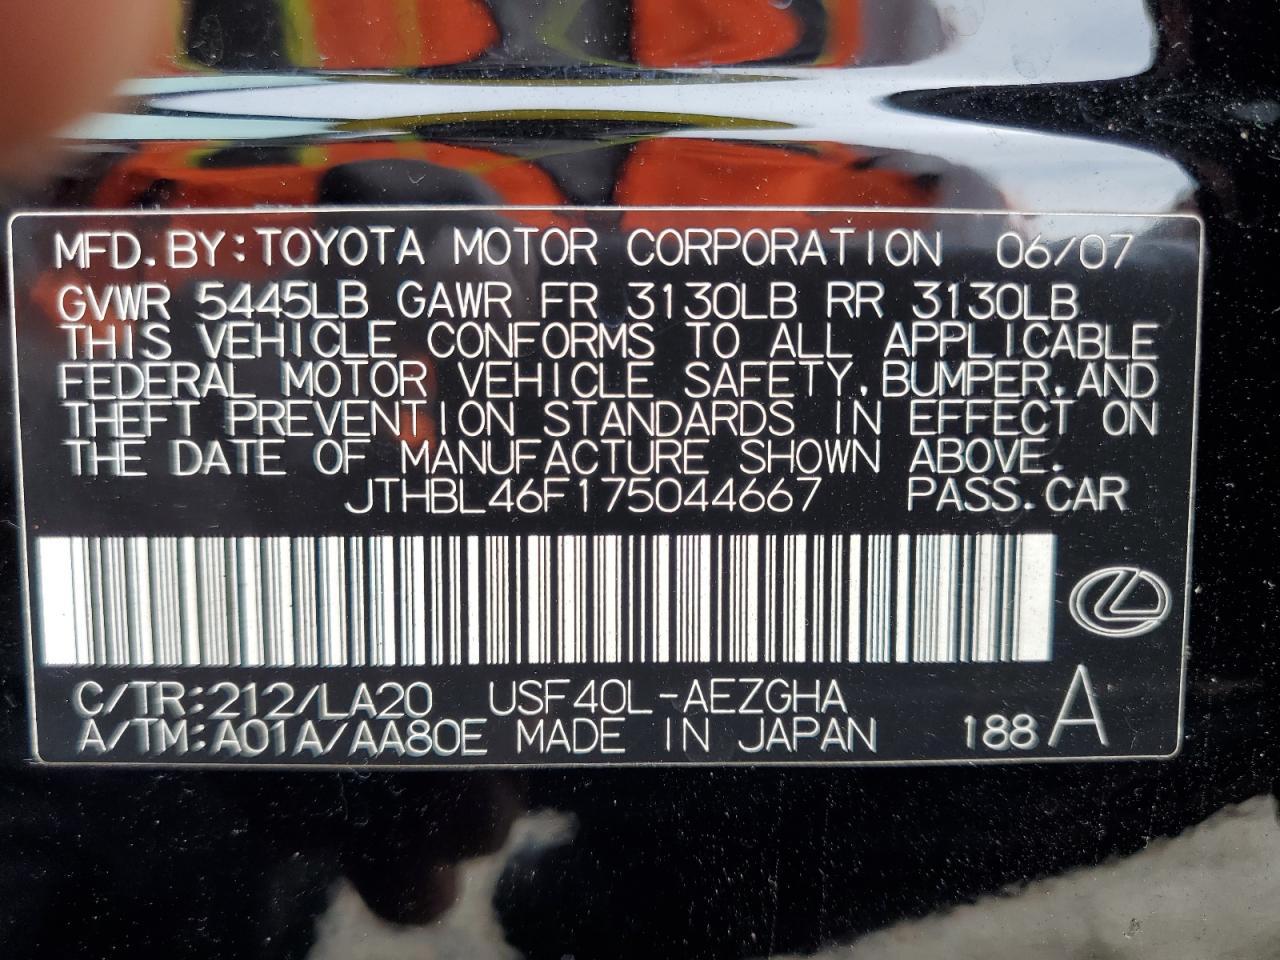 MFD.BY:TOYOTA MOTOR CORPORATION 06/07
GVWR 5445LB GAWR FR 3130LB RR 3130LB
THIS VEHICLE CONFORMS TO ALL APPLICABLE
FEDERAL MOTOR VEHICLE SAFETY,BUMPER,AND
THEFT PREVENTION STANDARDS IN EFFECT ON
THE DATE OF MANUFACTURE SHOWN ABOVE.
JTHBL46F175044667 PASS.CAR
C/TR:212/LA20 USF40L-AEZGHA
A/TM:A01A/AA80E MADE IN JAPAN 188 A